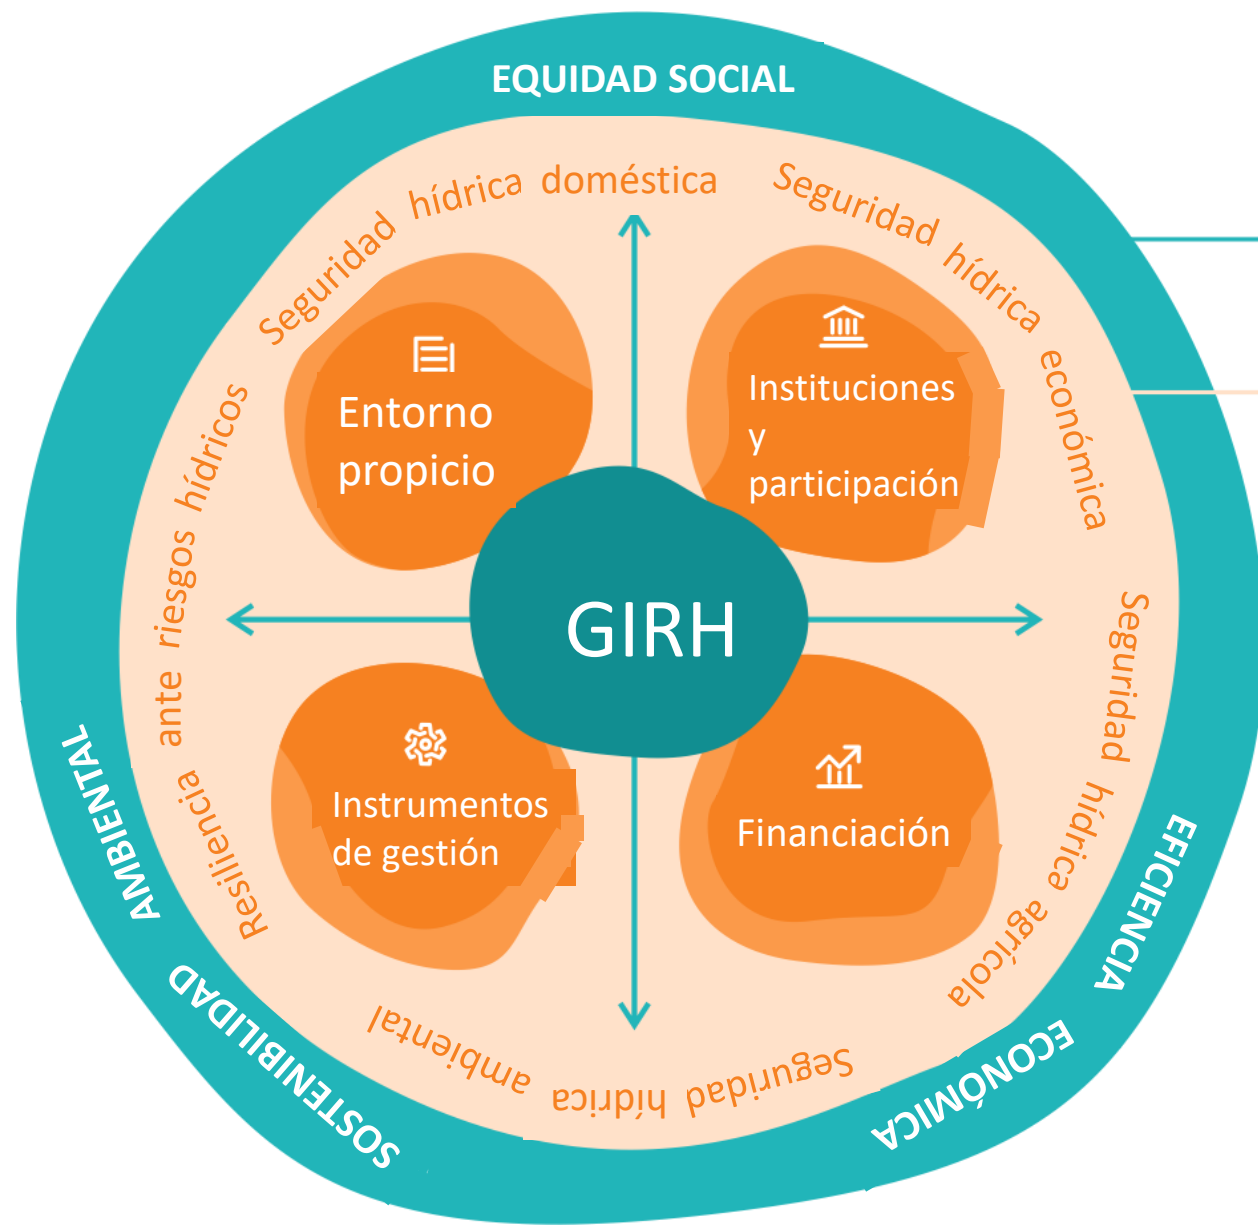 EQUIDAD SOCIAL
Seguridad hídrica doméstica
Seguridad hídrica económica
Seguridad hídrica agrícola
Seguridad hídrica ambiental
Resiliencia ante riesgos hídricos
Entorno
propicio
Instituciones
y
participación
GIRH
Instrumentos
de gestión
Financiación
EFICIENCIA ECONÓMICA
SOSTENIBILIDAD AMBIENTAL